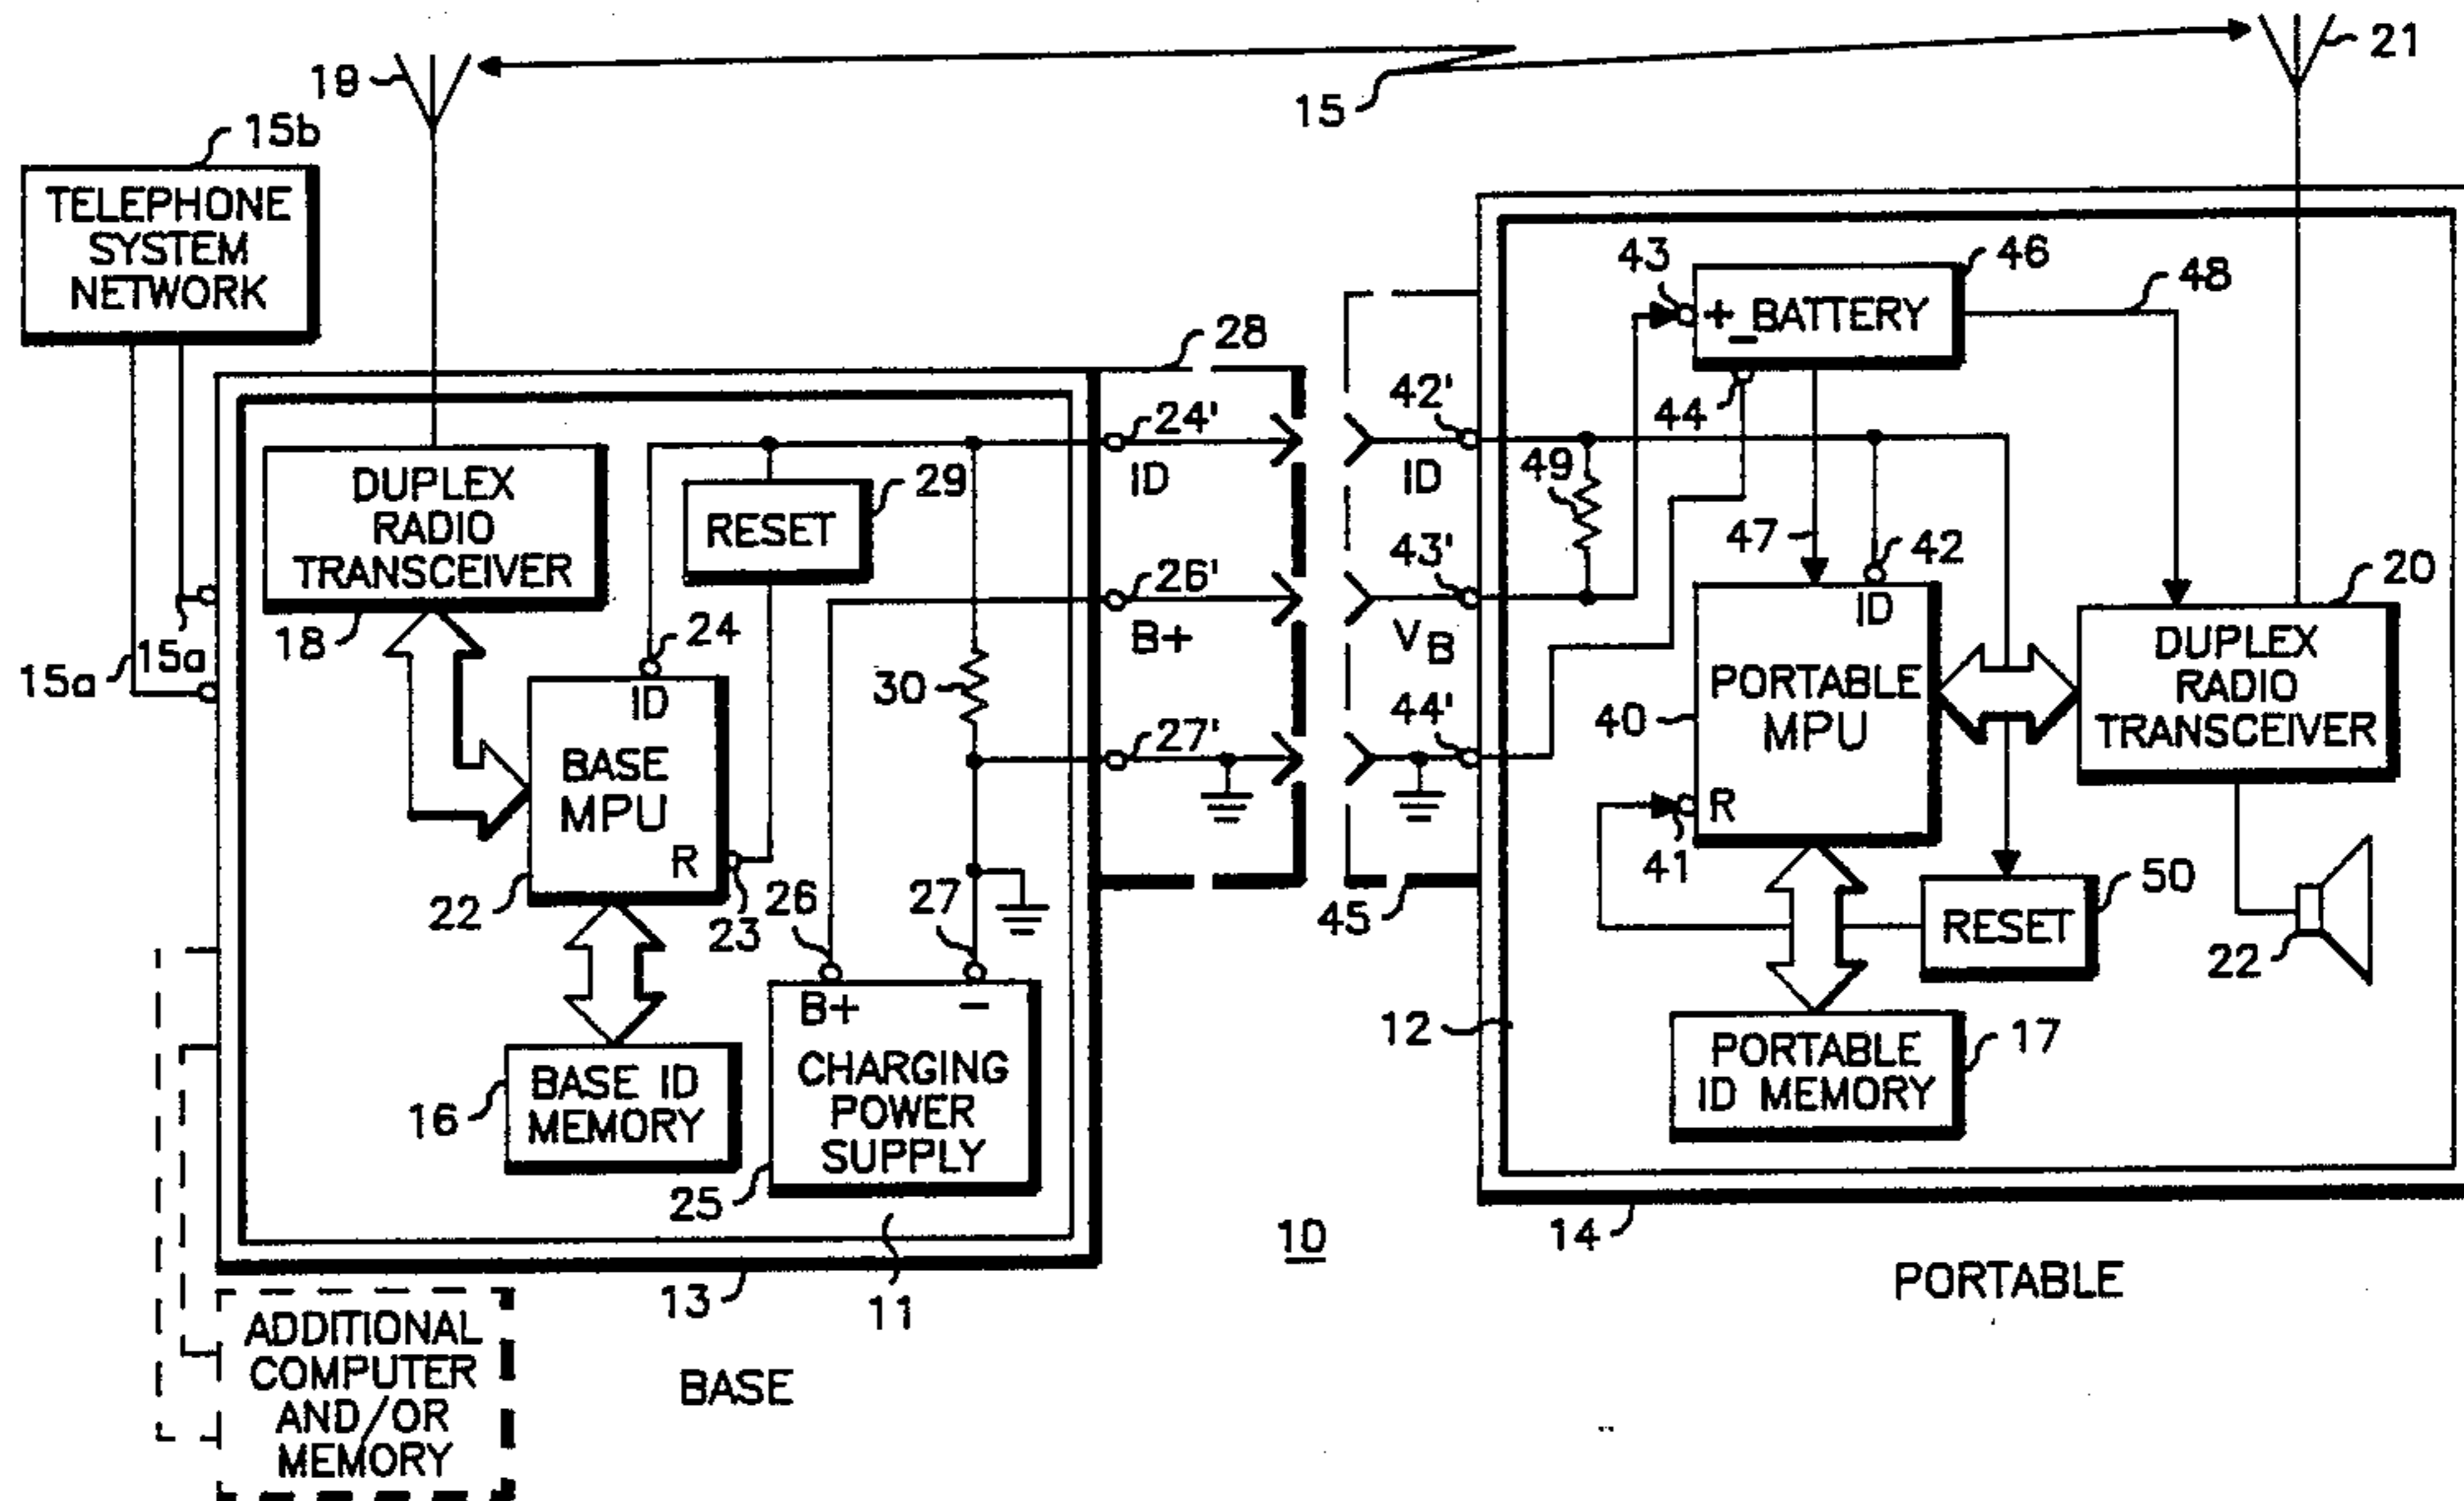 19
15
21
15b
TELEPHONE
SYSTEM
NETWORK
15a
15a
28
DUPLEX
RADIO
TRANSCEIVER
18
RESET
29
24
ID
BASE
MPU
R
22
23
26
27
30
24'
ID
26'
B+
27'
BASE ID
MEMORY
16
B+ -
CHARGING
POWER
SUPPLY
25
13
11
BASE
ADDITIONAL
COMPUTER
AND/OR
MEMORY
10
42'
ID
43'
VB
44'
45
43
+ - BATTERY
46
48
44
49
47
42
ID
PORTABLE
MPU
R
40
41
20
DUPLEX
RADIO
TRANSCEIVER
RESET
50
22
12
PORTABLE
ID MEMORY
17
14
PORTABLE